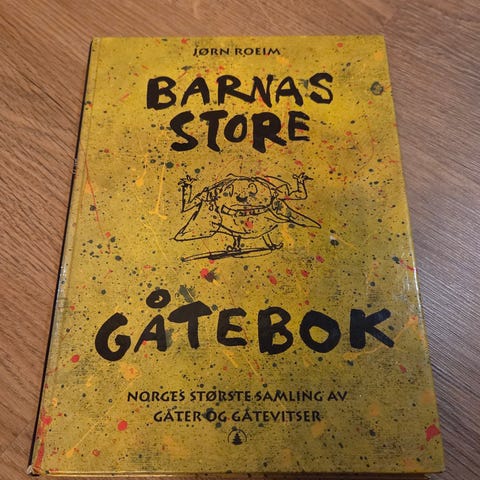 JØRN ROEIM
BARNAS
STORE
GÅTEBOK
NORGES STØRSTE SAMLING AV
GÅTER OG GÅTEVITSER